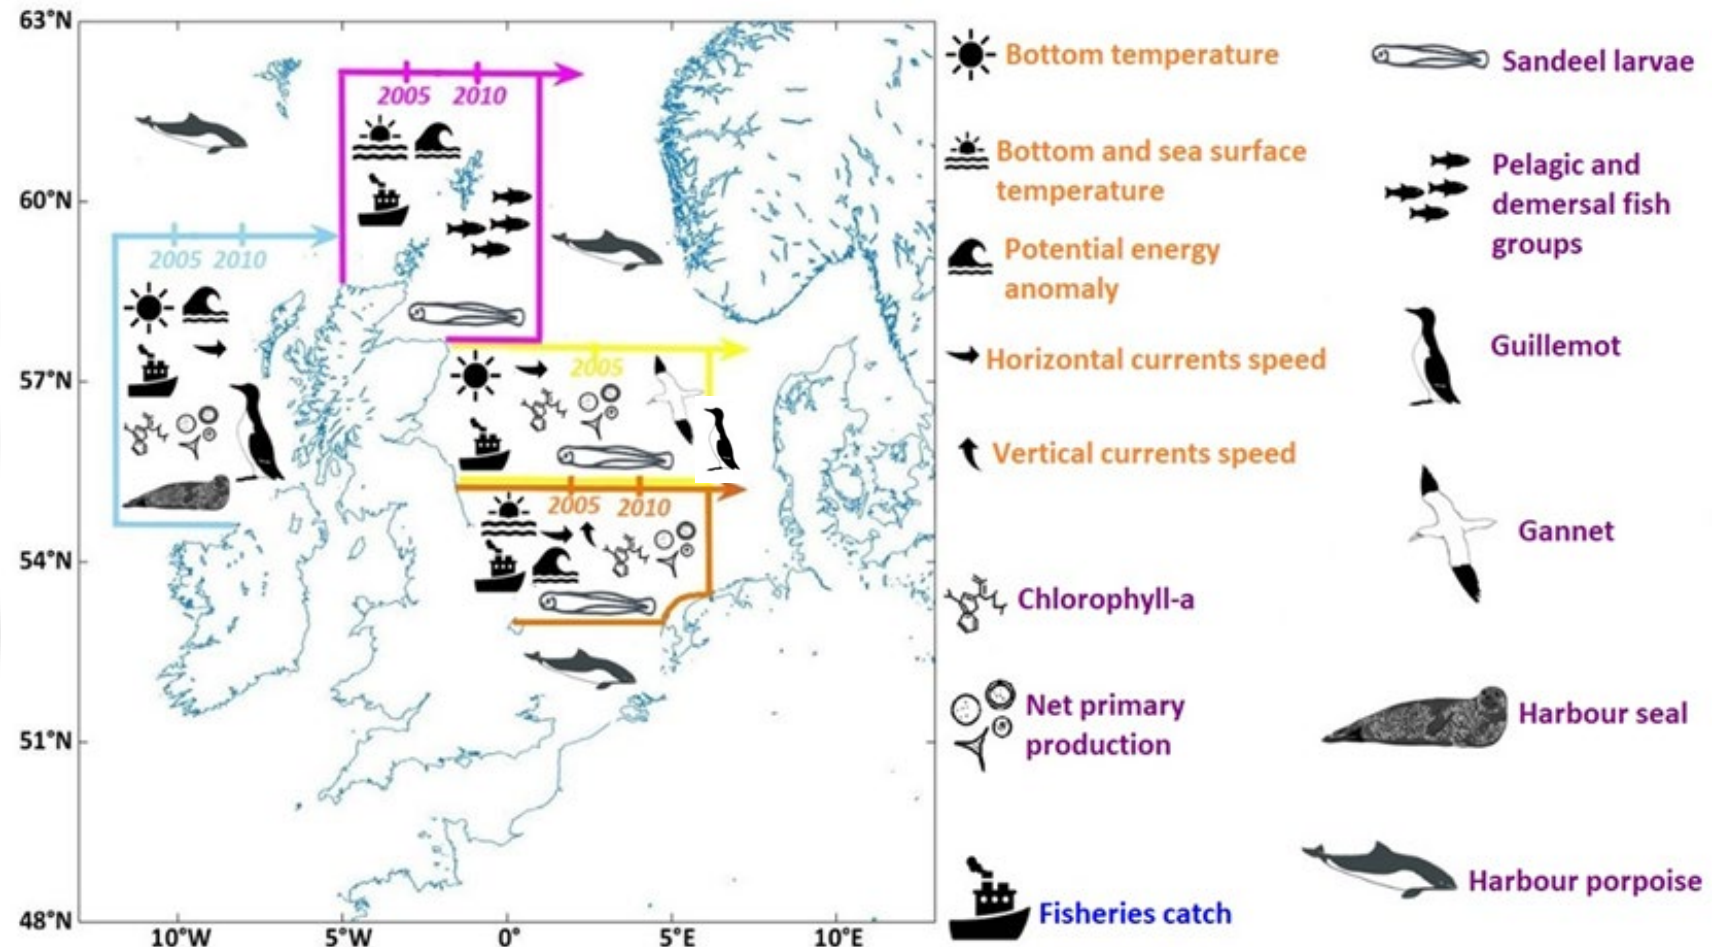 63°N
60°N
57°N
54°N
51°N
48°N
10°W
5°W
0°
5°E
10°E
2005 2010
2005 2010
2005
2005 2010
Bottom temperature
Bottom and sea surface
temperature
Potential energy
anomaly
Horizontal currents speed
Vertical currents speed
Chlorophyll-a
Net primary
production
Fisheries catch
Sandeel larvae
Pelagic and
demersal fish
groups
Guillemot
Gannet
Harbour seal
Harbour porpoise